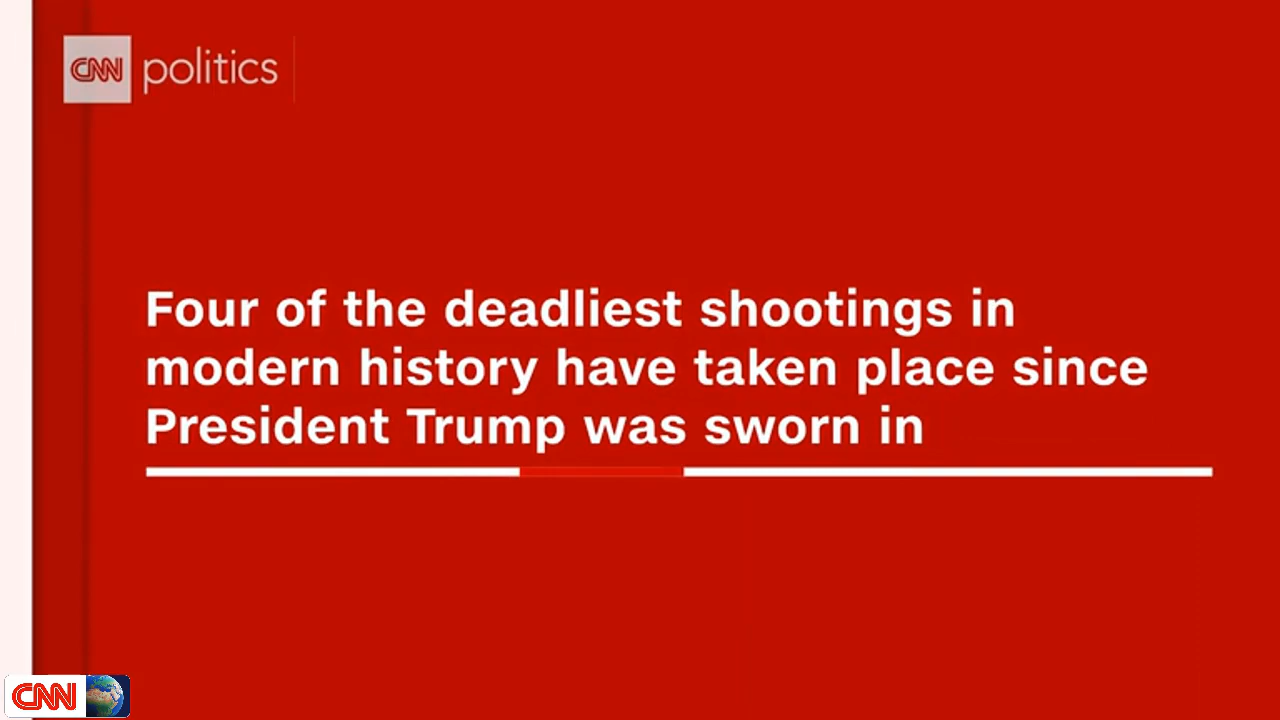 CNN politics
Four of the deadliest shootings in
modern history have taken place since
President Trump was sworn in
CNN